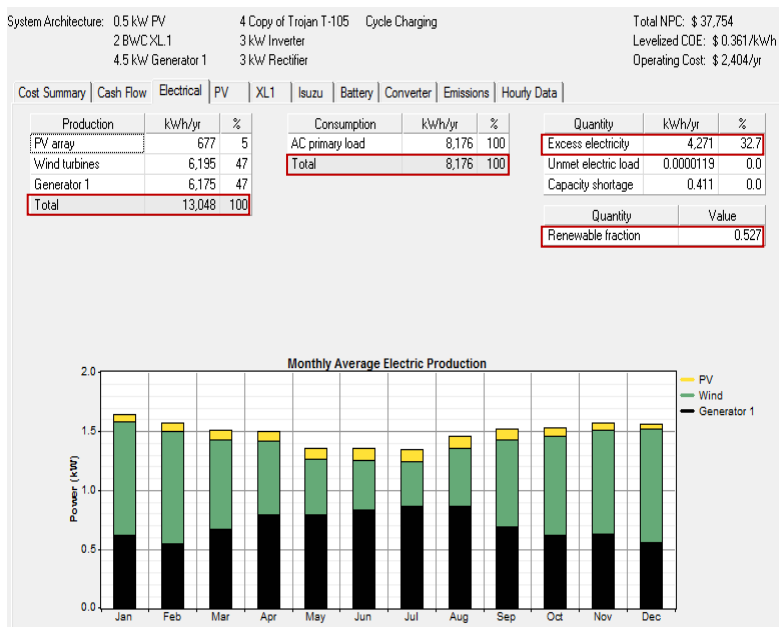 System Architecture: 0.5 kW PV 4 Copy of Trojan T-105 Cycle Charging Total NPC: $ 37,754
2 BWC XL.1 3 kW Inverter Levelized COE: $ 0.361/kWh
4.5 kW Generator 1 3 kW Rectifier Operating Cost: $ 2,404/yr
Cost Summary Cash Flow Electrical PV XL1 Isuzu Battery Converter Emissions Hourly Data
Production kWh/yr %
PV array 677 5
Wind turbines 6,195 47
Generator 1 6,175 47
Total 13,048 100
Consumption kWh/yr %
AC primary load 8,176 100
Total 8,176 100
Quantity kWh/yr %
Excess electricity 4,271 32.7
Unmet electric load 0.0000119 0.0
Capacity shortage 0.411 0.0
Quantity Value
Renewable fraction 0.527
Monthly Average Electric Production
Power (kW)
2.0
1.5
1.0
0.5
0.0
Jan Feb Mar Apr May Jun Jul Aug Sep Oct Nov Dec
PV
Wind
Generator 1